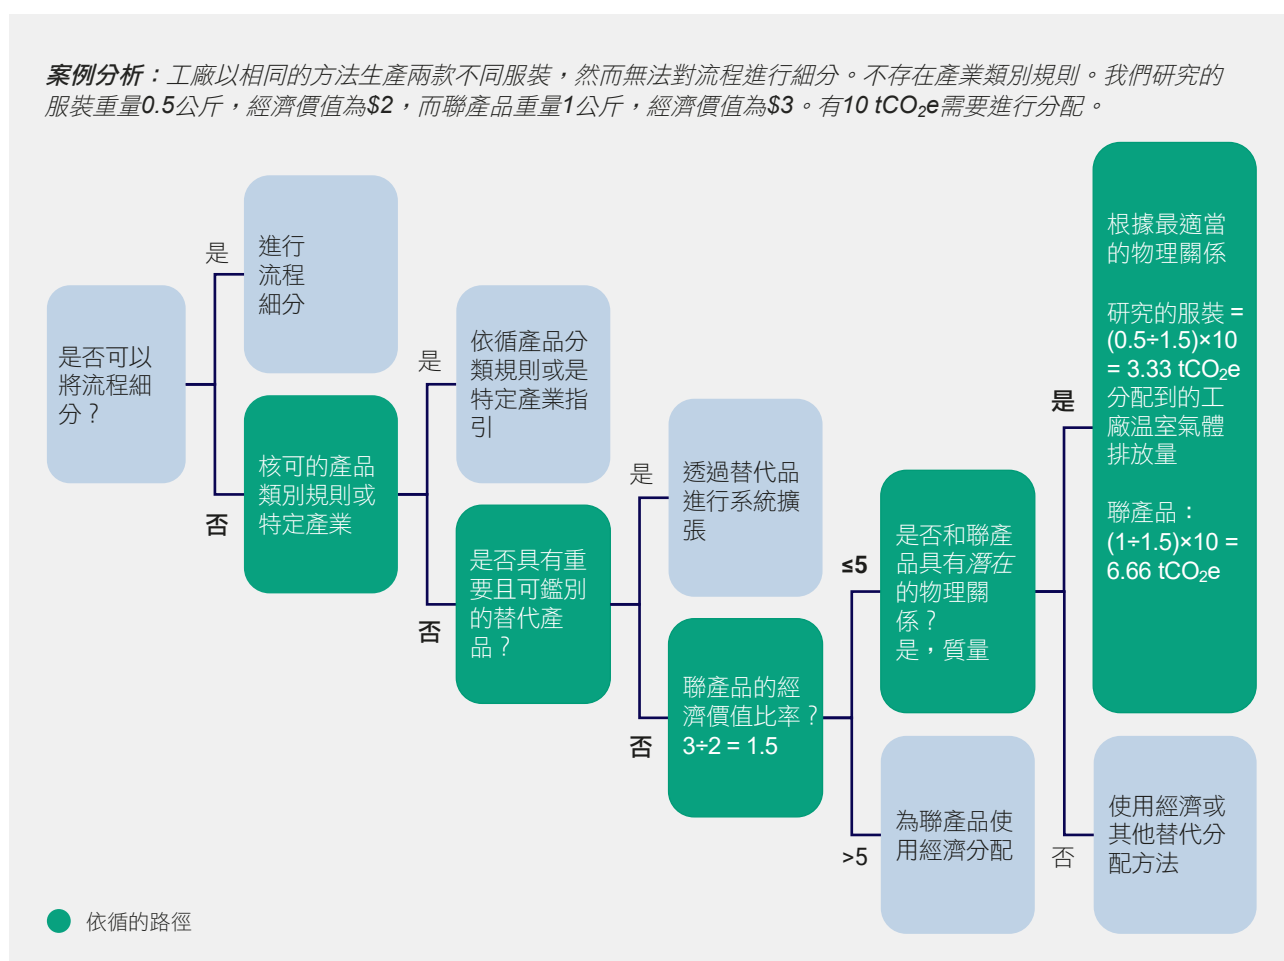 案例分析：工廠以相同的方法生產兩款不同服裝，然而無法對流程進行細分。不存在產業類別規則。我們研究的
服裝重量0.5公斤，經濟價值為$2，而聯產品重量1公斤，經濟價值為$3。有10 tCO₂e需要進行分配。
是否可以
將流程細
分？
是
進行
流程
細分
否
核可的產品
類別規則或
特定產業
是
依循產品分
類規則或是
特定產業指
引
否
是否具有重
要且可鑑別
的替代產
品？
是
透過替代品
進行系統擴
張
否
聯產品的經
濟價值比率？
3÷2 = 1.5
≤5
是否和聯產
品具有潛在
的物理關
係？
是，質量
>5
為聯產品使
用經濟分配
是
根據最適當
的物理關係
研究的服裝 =
(0.5÷1.5)×10
= 3.33 tCO₂e
分配到的工
廠温室氣體
排放量
聯產品：
(1÷1.5)×10 =
6.66 tCO₂e
否
使用經濟或
其他替代分
配方法
依循的路徑